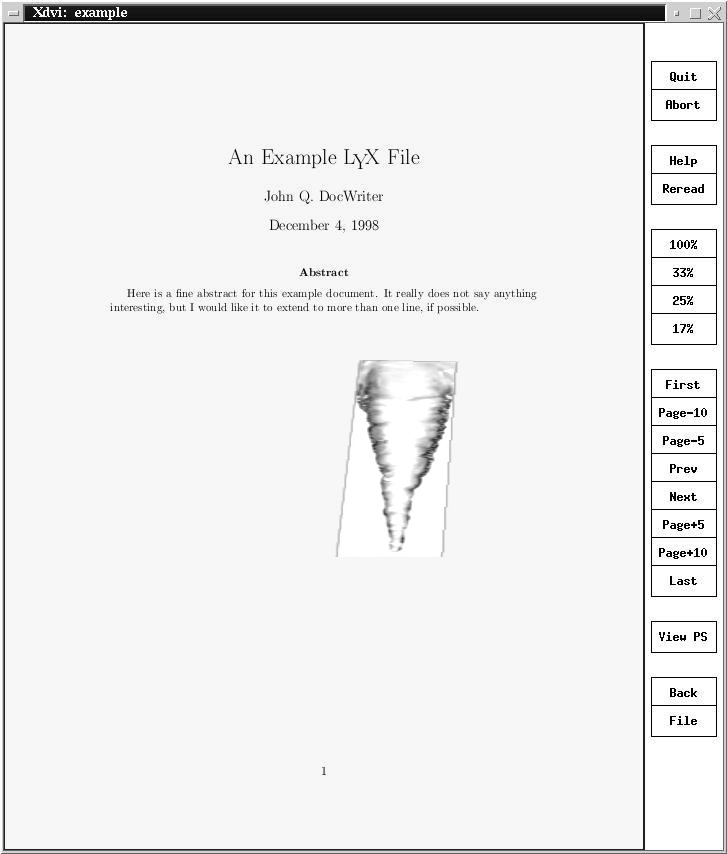 Xdvi: example
An Example LYX File
John Q. DocWriter
December 4, 1998
Abstract
Here is a fine abstract for this example document. It really does not say anything
interesting, but I would like it to extend to more than one line, if possible.
1
Quit
Abort
Help
Reread
100%
33%
25%
17%
First
Page-10
Page-5
Prev
Next
Page+5
Page+10
Last
View PS
Back
File